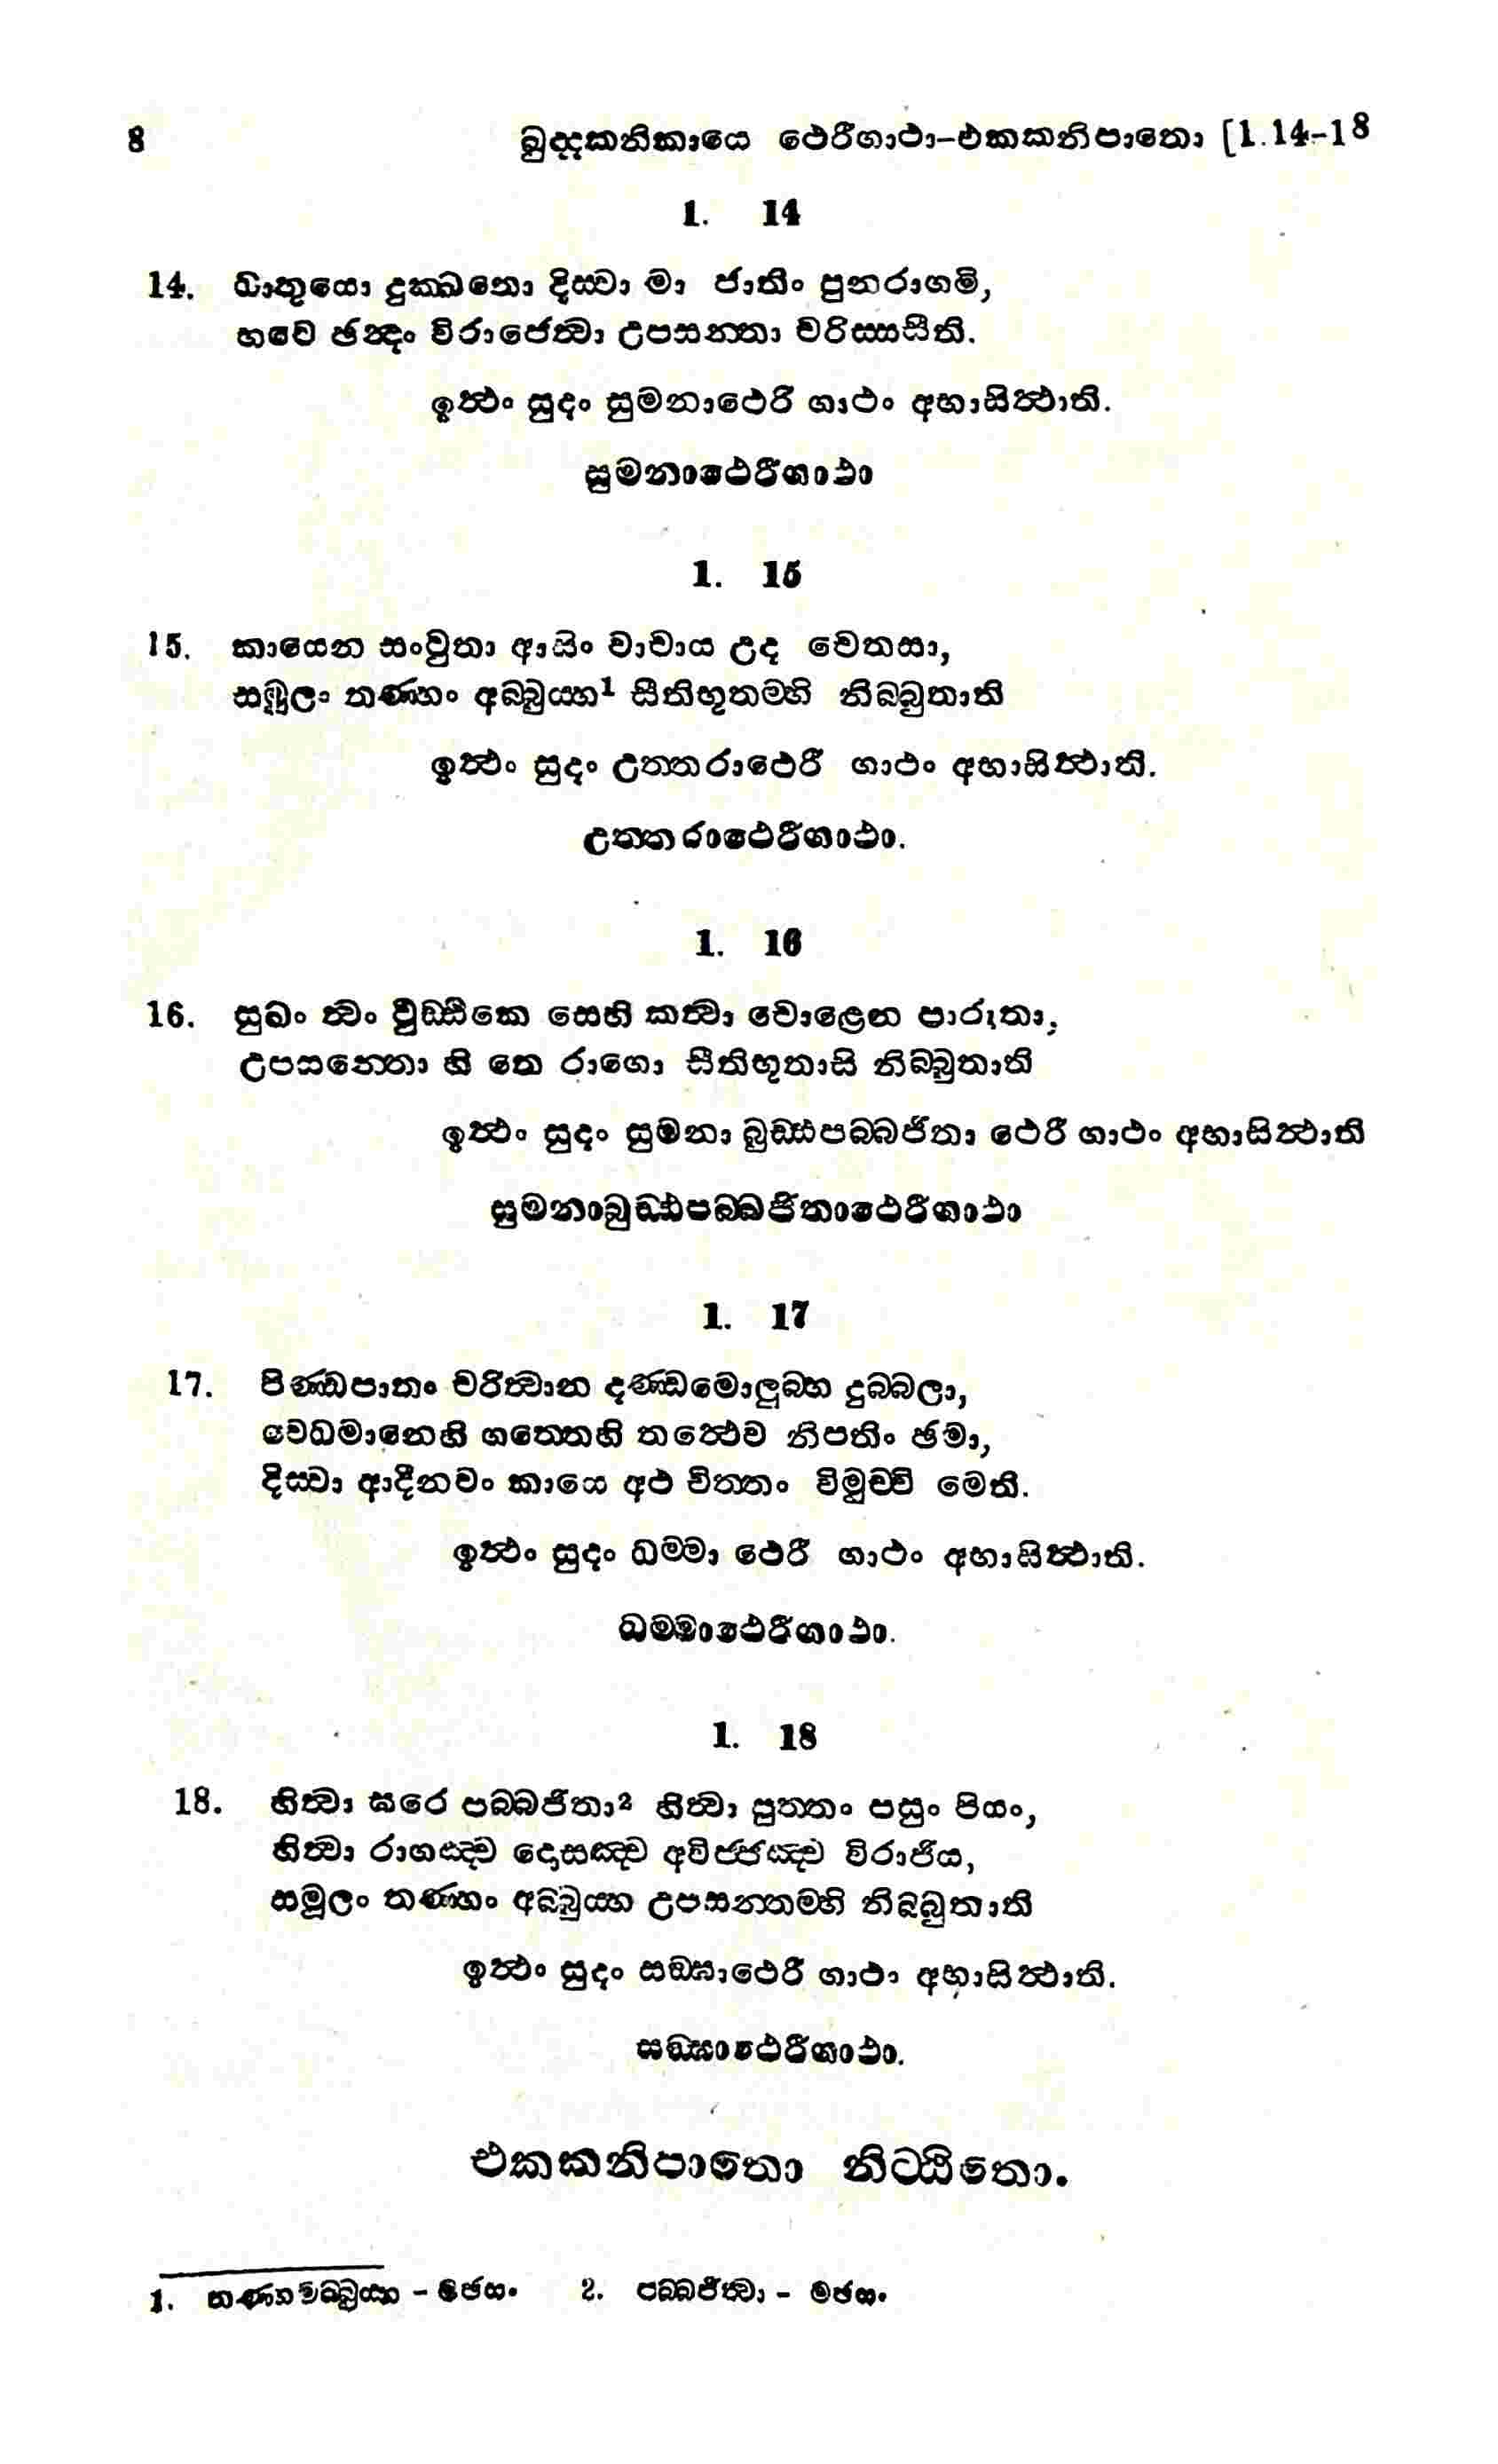 8 ඛුද්දකනිකායෙ ථෙරීගාථා-එකකනිපාතො [1.14-18
1. 14
14. ධාතුයො දුක්ඛතො දිස්වා මා ජාතිං පුනරාගමි,
භවෙ ඡන්දං විරාජෙත්වා උපසන්තා චරිස්සසීති.
ඉත්ථං සුදං සුමනාථෙරී ගාථං අභාසිත්ථාති.
සුමනාථෙරීගාථා
1. 15
15. කායෙන සංවුතා ආසිං වාචාය උද චෙතසා,
සමූලං තණ්හං අබ්බුය්හ1 සීතිභූතම්හි නිබ්බුතාති
ඉත්ථං සුදං උත්තරාථෙරී ගාථං අභාසිත්ථාති.
උත්තරාථෙරීගාථා.
1. 16
16. සුඛං ත්වං වුඩ්ඪිකෙ සෙහි කත්වා චොළෙන පාරුතා,
උපසන්තො හි තෙ රාගො සීතිභූතාසි නිබ්බුතාති
ඉත්ථං සුදං සුමනා බුඩ්ඪපබ්බජිතා ථෙරී ගාථං අභාසිත්ථාති
සුමනාබුඩ්ඪපබ්බජිතාථෙරීගාථා
1. 17
17. පිණ්ඩපාතං චරිත්වාන දණ්ඩමොලුබ්භ දුබ්බලා,
වෙධමානෙහි ගත්තෙහි තත්ථෙව නිපතිං ඡමා,
දිස්වා ආදීනවං කායෙ අථ චිත්තං විමුච්චි මෙති.
ඉත්ථං සුදං ධම්මා ථෙරී ගාථං අභාසිත්ථාති.
ධම්මාථෙරීගාථා.
1. 18
18. හිත්වා ඝරෙ පබ්බජිතා2 හිත්වා පුත්තං පසුං පියං,
හිත්වා රාගඤ්ච දොසඤ්ච අවිජ්ජඤ්ච විරාජිය,
සමූලං තණ්හං අබ්බුය්හ උපසන්තම්හි නිබ්බුතාති
ඉත්ථං සුදං සඞ්ඝාථෙරී ගාථා අභාසිත්ථාති.
සඞ්ඝාථෙරීගාථා.
එකකනිපාතො නිට්ඨිතො.
1. තණ්හමබ්බුය්හ - මඡසං 2. පබ්බජිත්වා - මඡසං